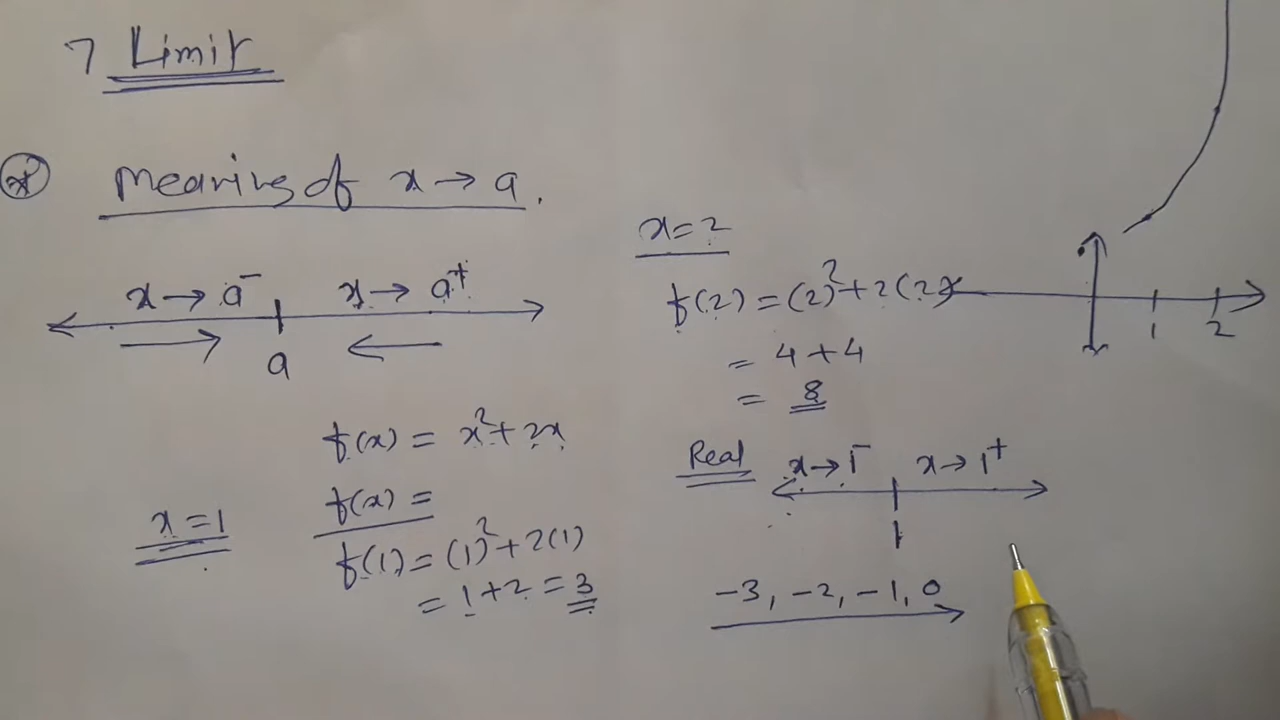 7 Limit
* Meaning of x → a.
x → a⁻ x → a⁺
a
f(x) = x² + 2x
f(x) =
x = 1
f(1) = (1)² + 2(1)
= 1 + 2 = 3
x = 2
f(2) = (2)² + 2(2)
= 4 + 4
= 8
1 2
Real x → 1⁻ x → 1⁺
1
-3, -2, -1, 0